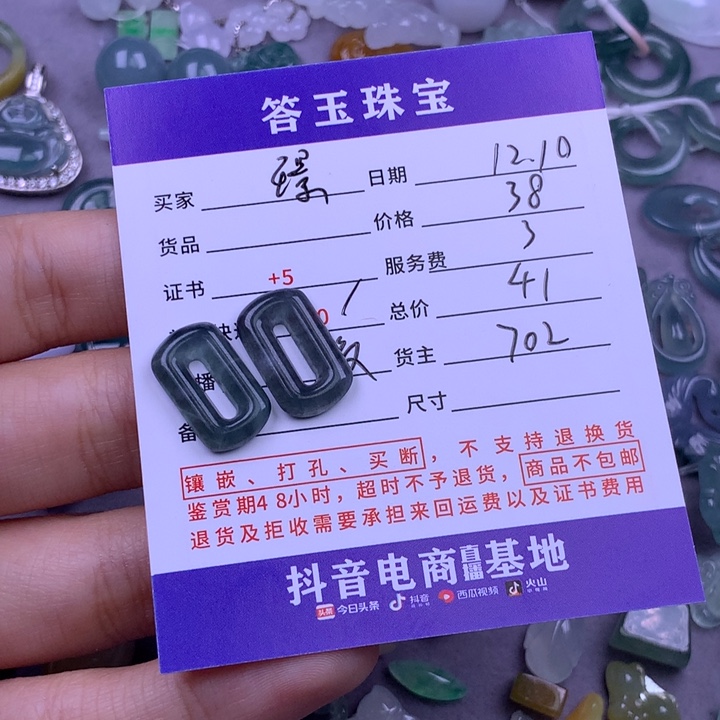 答玉珠宝
买家 璟 日期 12.10
货品 价格 38
证书 +5 服务费 3
总价 41
播 货主 702
备 尺寸
镶嵌、打孔、买断,不支持退换货
鉴赏期48小时,超时不予退货,商品不包邮
退货及拒收需要承担来回运费以及证书费用
抖音电商直播基地
头条 今日头条 抖音 西瓜视频 火山